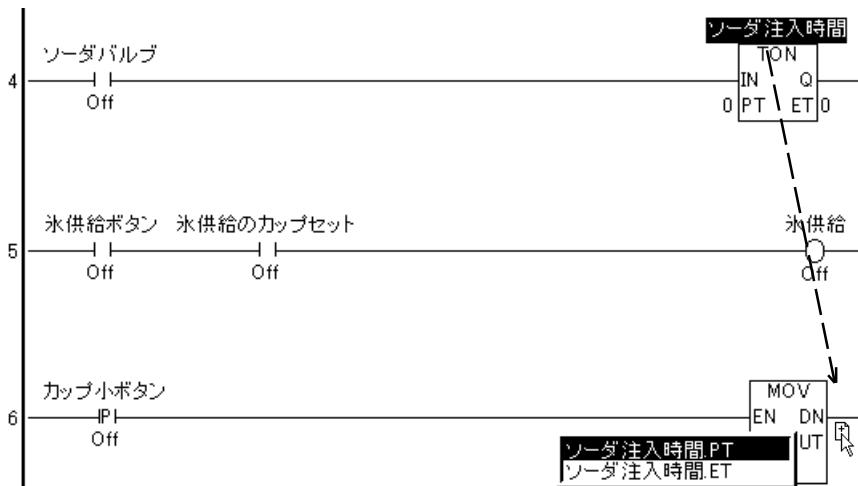 ソーダ注入時間
ソーダバルブ
TON
4
IN Q
Off
0 PT ET 0
氷供給ボタン 氷供給のカップセット 氷供給
5
Off Off Off
カップ小ボタン
MOV
6 P EN DN
Off
ソーダ注入時間.PT UT
ソーダ注入時間.ET